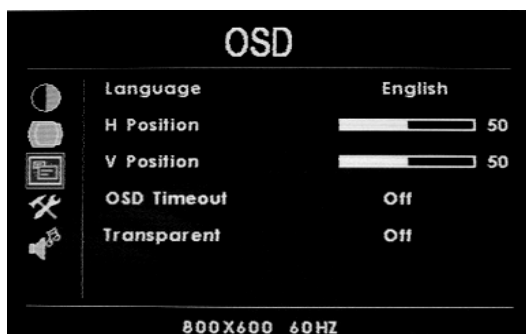 OSD
Language English
H Position 50
V Position 50
OSD Timeout Off
Transparent Off
800X600 60HZ